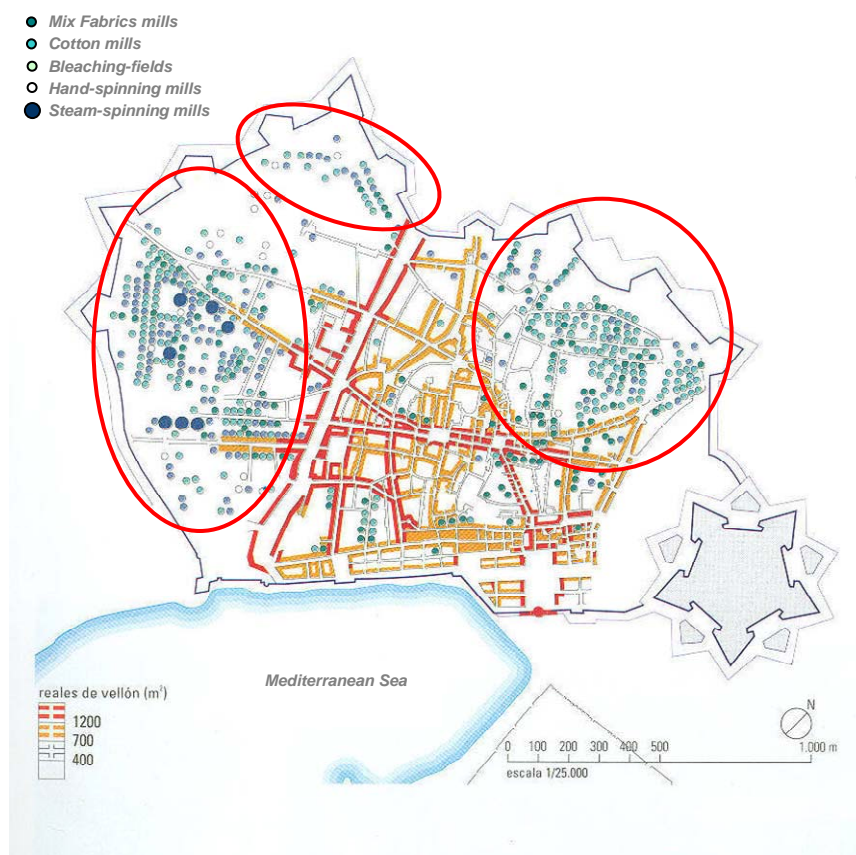 Mix Fabrics mills
Cotton mills
Bleaching-fields
Hand-spinning mills
Steam-spinning mills
Mediterranean Sea
reales de vellón (m²)
1200
700
400
N
0 100 200 300 400 500 1.000 m
escala 1/25.000